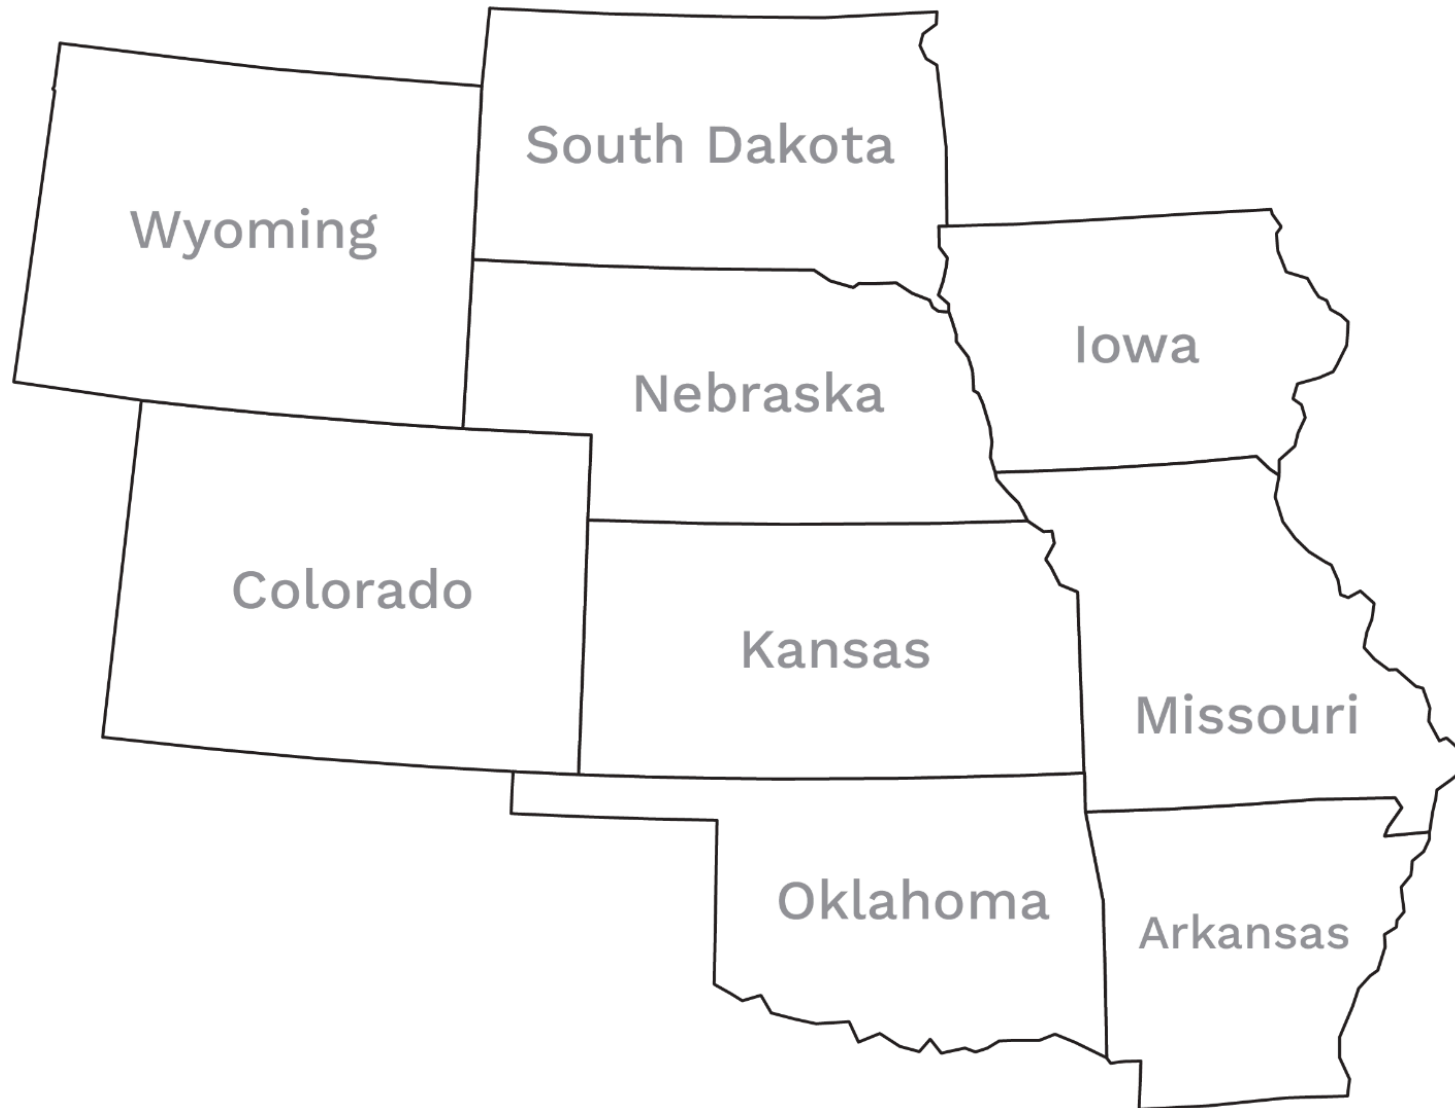 South Dakota
Wyoming
Iowa
Nebraska
Colorado
Kansas
Missouri
Oklahoma
Arkansas